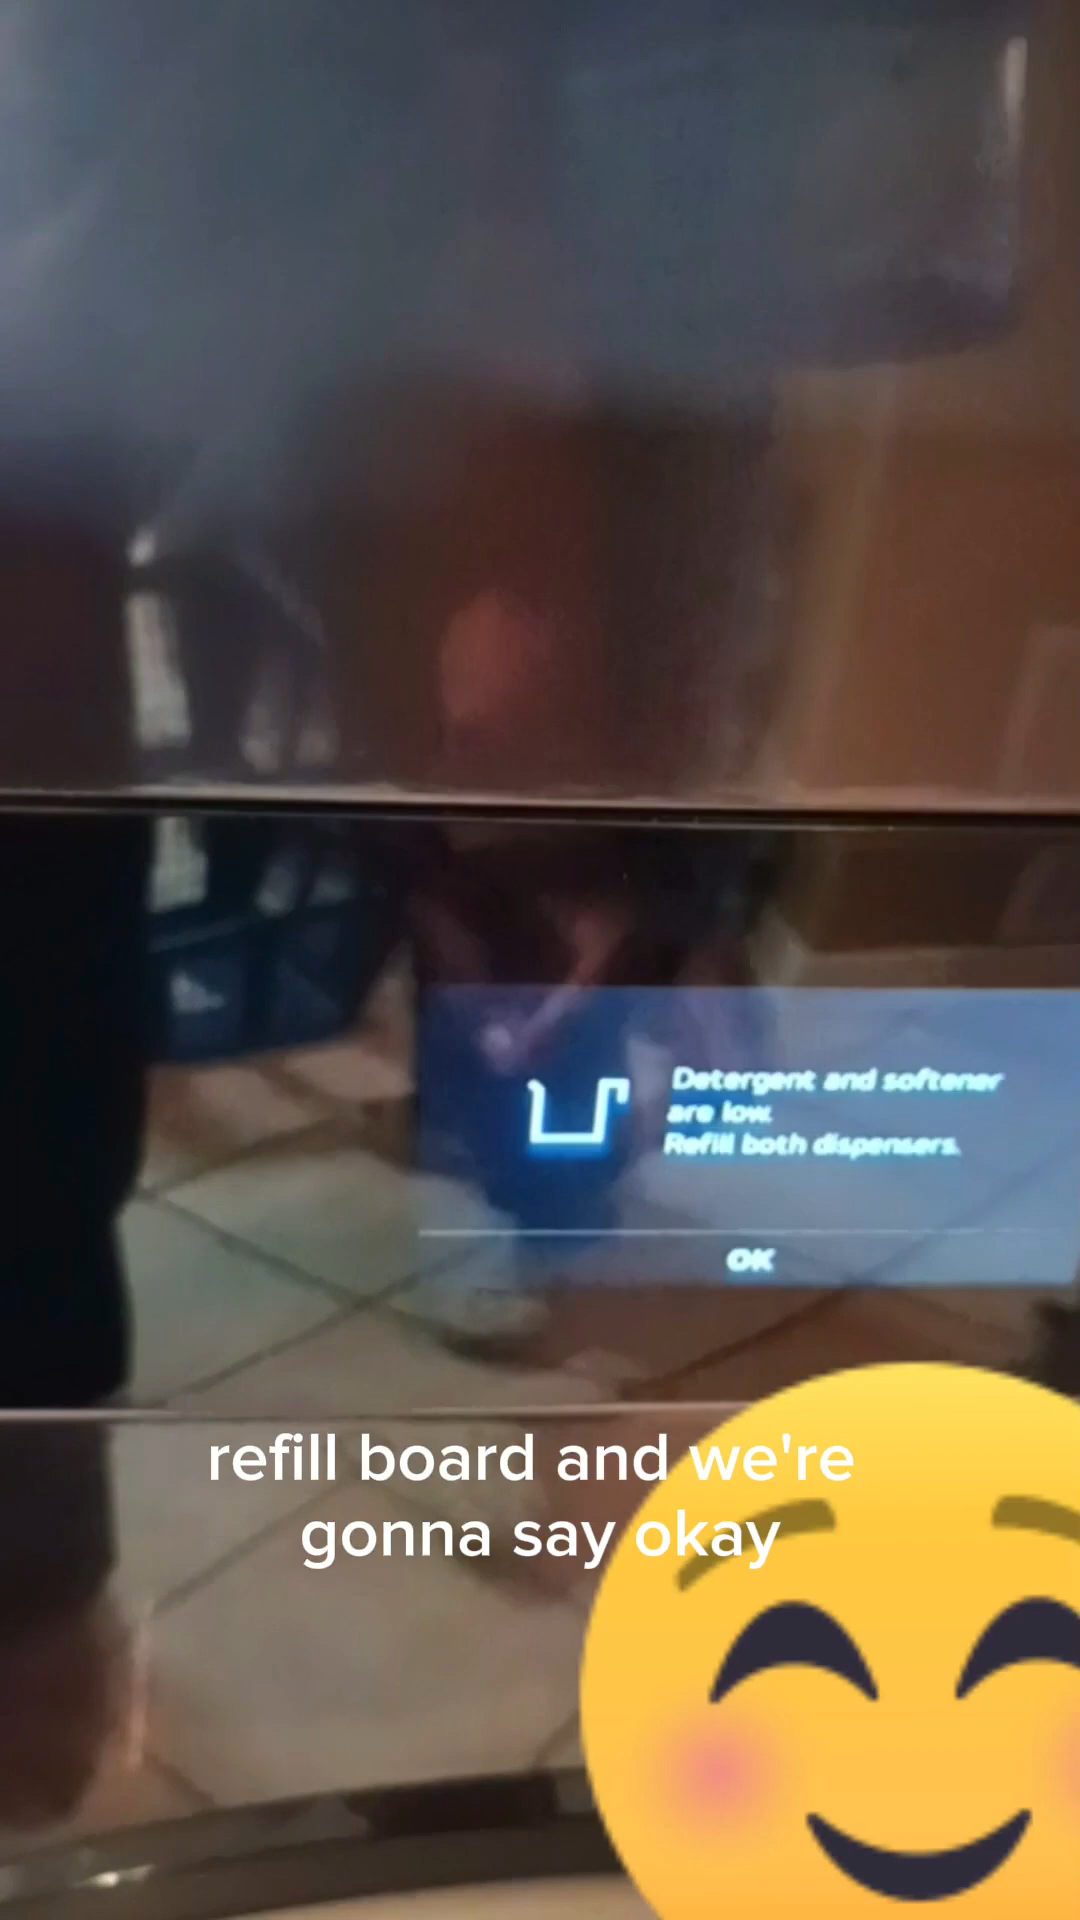 Detergent and softener
are low.
Refill both dispensers.
OK
refill board and we're
gonna say okay